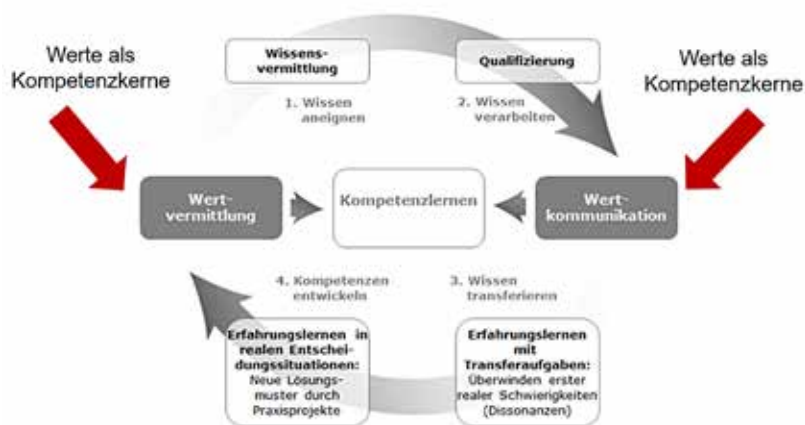 Werte als
Kompetenzkerne
Werte als
Kompetenzkerne
Wissens-
vermittlung
Qualifizierung
1. Wissen
aneignen
2. Wissen
verarbeiten
Wert-
vermittlung
Kompetenzlernen
Wert-
kommunikation
4. Kompetenzen
entwickeln
3. Wissen
transferieren
Erfahrungslernen in
realen Entschei-
dungssituationen:
Neue Lösungs-
muster durch
Praxisprojekte
Erfahrungslernen
mit
Transferaufgaben:
Überwinden erster
realer Schwierigkeiten
(Dissonanzen)